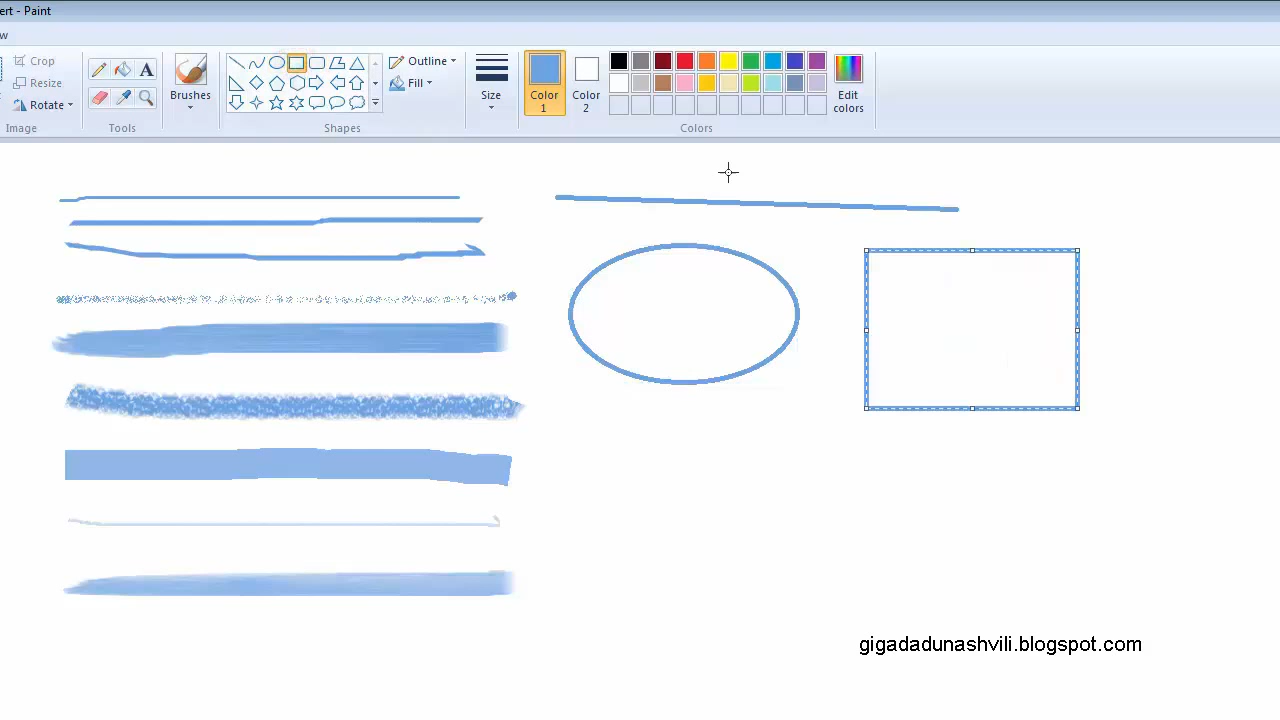 ert - Paint
w
Crop
Resize
Rotate
Image
A
Tools
Brushes
Outline
Fill
Shapes
Size
Color 1
Color 2
Edit colors
Colors
gigadadunashvili.blogspot.com